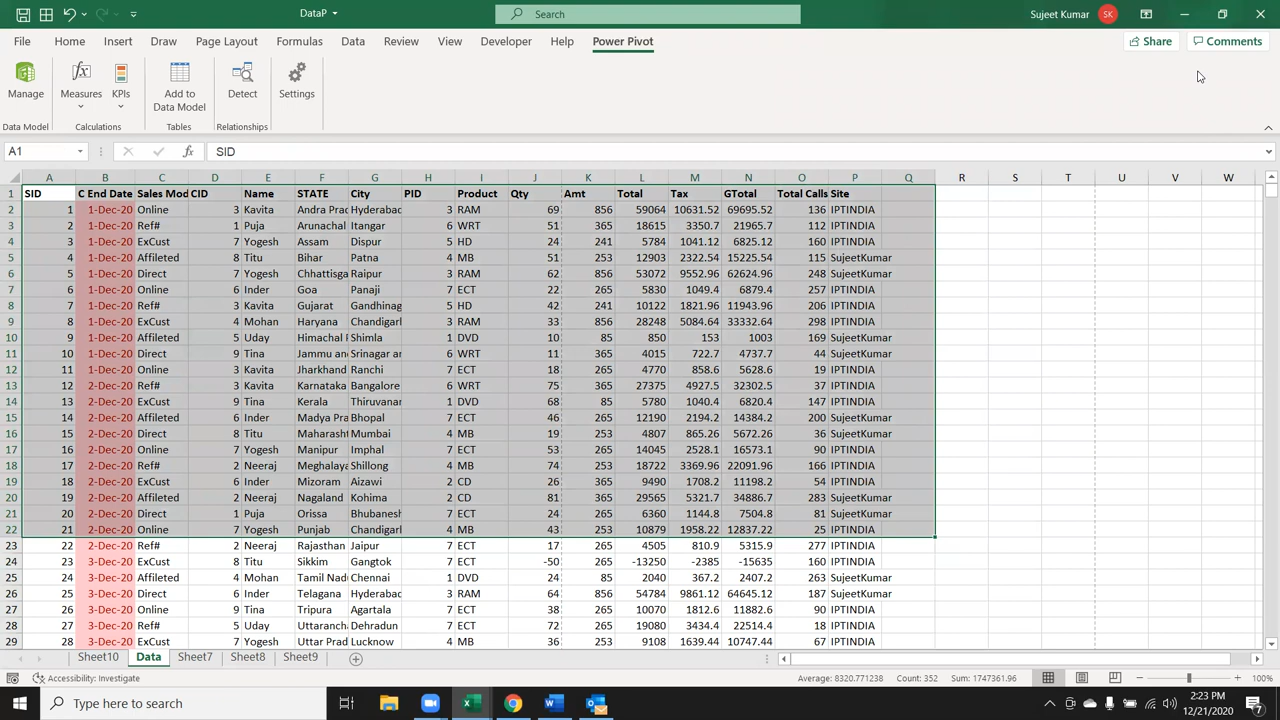 DataP
Search
Sujeet Kumar SK
File Home Insert Draw Page Layout Formulas Data Review View Developer Help Power Pivot Share Comments
Manage Measures KPIs Add to Data Model Detect Settings
Data Model Calculations Tables Relationships
A1 fx SID
A B C D E F G H I J K L M N O P Q R S T U V W
1 SID C End Date Sales Mod CID Name STATE City PID Product Qty Amt Total Tax GTotal Total Calls Site
2 1 1-Dec-20 Online 3 Kavita Andra Prad Hyderabad 3 RAM 69 856 59064 10631.52 69695.52 136 IPTINDIA
3 2 1-Dec-20 Ref# 1 Puja Arunachal Itangar 6 WRT 51 365 18615 3350.7 21965.7 112 IPTINDIA
4 3 1-Dec-20 ExCust 7 Yogesh Assam Dispur 5 HD 24 241 5784 1041.12 6825.12 160 IPTINDIA
5 4 1-Dec-20 Affileted 8 Titu Bihar Patna 4 MB 51 253 12903 2322.54 15225.54 115 SujeetKumar
6 5 1-Dec-20 Direct 7 Yogesh Chhattisga Raipur 3 RAM 62 856 53072 9552.96 62624.96 248 SujeetKumar
7 6 1-Dec-20 Online 6 Inder Goa Panaji 7 ECT 22 265 5830 1049.4 6879.4 257 IPTINDIA
8 7 1-Dec-20 Ref# 3 Kavita Gujarat Gandhinag 5 HD 42 241 10122 1821.96 11943.96 206 IPTINDIA
9 8 1-Dec-20 ExCust 4 Mohan Haryana Chandigarh 3 RAM 33 856 28248 5084.64 33332.64 298 IPTINDIA
10 9 1-Dec-20 Affileted 5 Uday Himachal P Shimla 1 DVD 10 85 850 153 1003 169 SujeetKumar
11 10 1-Dec-20 Direct 9 Tina Jammu an Srinagar an 6 WRT 11 365 4015 722.7 4737.7 44 SujeetKumar
12 11 1-Dec-20 Online 3 Kavita Jharkhand Ranchi 7 ECT 18 265 4770 858.6 5628.6 19 IPTINDIA
13 12 2-Dec-20 Ref# 3 Kavita Karnataka Bangalore 6 WRT 75 365 27375 4927.5 32302.5 37 IPTINDIA
14 13 2-Dec-20 ExCust 9 Tina Kerala Thiruvanan 1 DVD 68 85 5780 1040.4 6820.4 147 IPTINDIA
15 14 2-Dec-20 Affileted 6 Inder Madya Pra Bhopal 7 ECT 46 265 12190 2194.2 14384.2 200 SujeetKumar
16 15 2-Dec-20 Direct 8 Titu Maharasht Mumbai 4 MB 19 253 4807 865.26 5672.26 36 SujeetKumar
17 16 2-Dec-20 Online 7 Yogesh Manipur Imphal 7 ECT 53 265 14045 2528.1 16573.1 90 IPTINDIA
18 17 2-Dec-20 Ref# 2 Neeraj Meghalaya Shillong 4 MB 74 253 18722 3369.96 22091.96 166 IPTINDIA
19 18 2-Dec-20 ExCust 6 Inder Mizoram Aizawi 2 CD 26 365 9490 1708.2 11198.2 54 IPTINDIA
20 19 2-Dec-20 Affileted 2 Neeraj Nagaland Kohima 2 CD 81 365 29565 5321.7 34886.7 283 SujeetKumar
21 20 2-Dec-20 Direct 1 Puja Orissa Bhubanesh 7 ECT 24 265 6360 1144.8 7504.8 81 SujeetKumar
22 21 2-Dec-20 Online 7 Yogesh Punjab Chandigarh 4 MB 43 253 10879 1958.22 12837.22 25 IPTINDIA
23 22 2-Dec-20 Ref# 2 Neeraj Rajasthan Jaipur 7 ECT 17 265 4505 810.9 5315.9 277 IPTINDIA
24 23 3-Dec-20 ExCust 8 Titu Sikkim Gangtok 7 ECT -50 265 -13250 -2385 -15635 160 IPTINDIA
25 24 3-Dec-20 Affileted 4 Mohan Tamil Nadu Chennai 1 DVD 24 85 2040 367.2 2407.2 263 SujeetKumar
26 25 3-Dec-20 Direct 6 Inder Telagana Hyderabad 3 RAM 64 856 54784 9861.12 64645.12 187 SujeetKumar
27 26 3-Dec-20 Online 9 Tina Tripura Agartala 7 ECT 38 265 10070 1812.6 11882.6 90 IPTINDIA
28 27 3-Dec-20 Ref# 5 Uday Uttarancha Dehradun 7 ECT 72 265 19080 3434.4 22514.4 18 IPTINDIA
29 28 3-Dec-20 ExCust 7 Yogesh Uttar Prad Lucknow 4 MB 36 253 9108 1639.44 10747.44 67 IPTINDIA
Sheet10 Data Sheet7 Sheet8 Sheet9
Accessibility: Investigate Average: 8320.771238 Count: 352 Sum: 1747361.96 100%
Type here to search
2:23 PM
12/21/2020
7